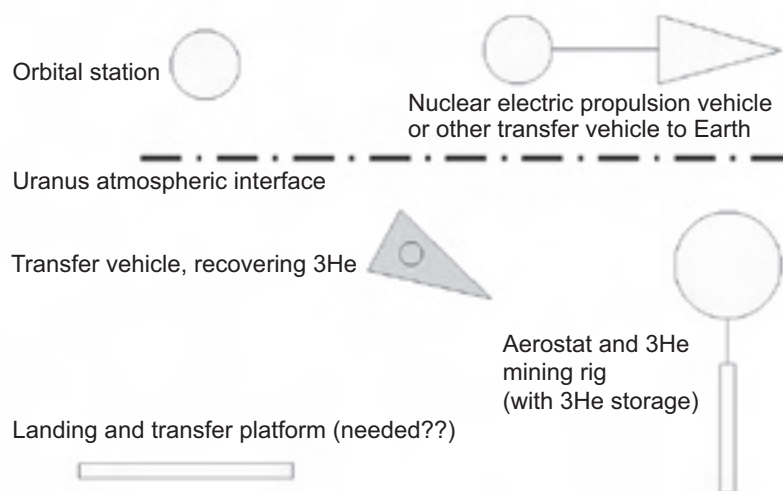 Orbital station
Nuclear electric propulsion vehicle
or other transfer vehicle to Earth
Uranus atmospheric interface
Transfer vehicle, recovering 3He
Aerostat and 3He
mining rig
(with 3He storage)
Landing and transfer platform (needed??)